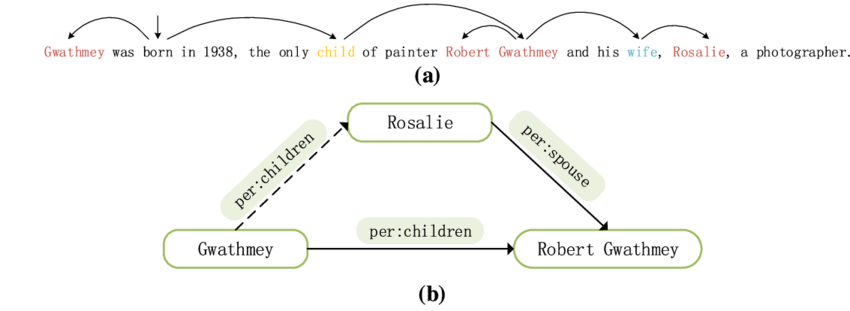 Gwathmey was born in 1938, the only child of painter Robert Gwathmey and his wife, Rosalie, a photographer.
(a)
Rosalie
per:children
per:spouse
per:children
Gwathmey
Robert Gwathmey
(b)